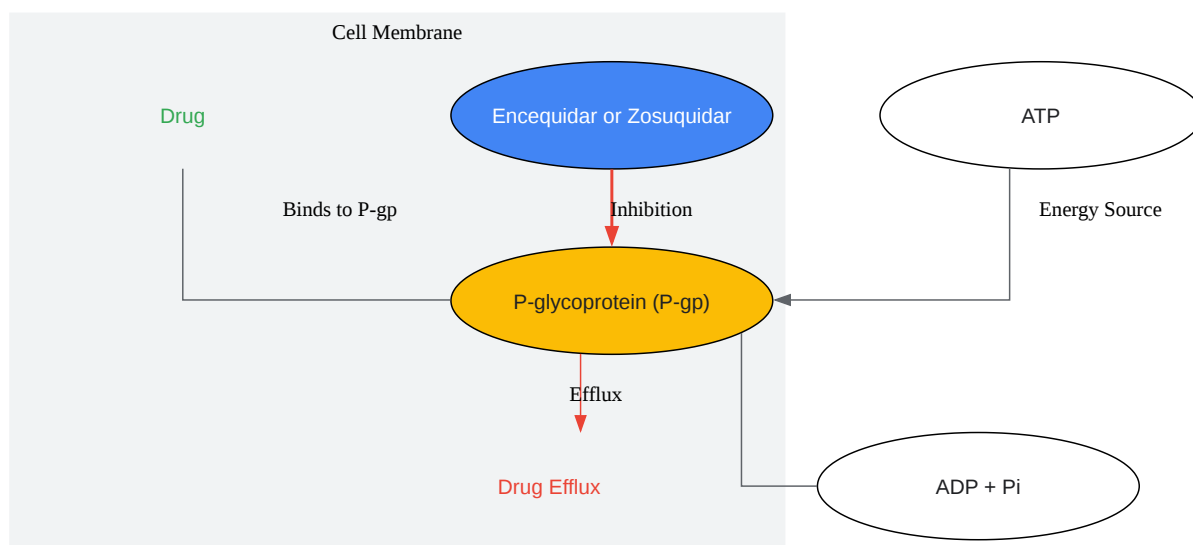 Cell Membrane
Drug
Encequidar or Zosuquidar
ATP
Binds to P-gp
Inhibition
Energy Source
P-glycoprotein (P-gp)
Efflux
Drug Efflux
ADP + Pi